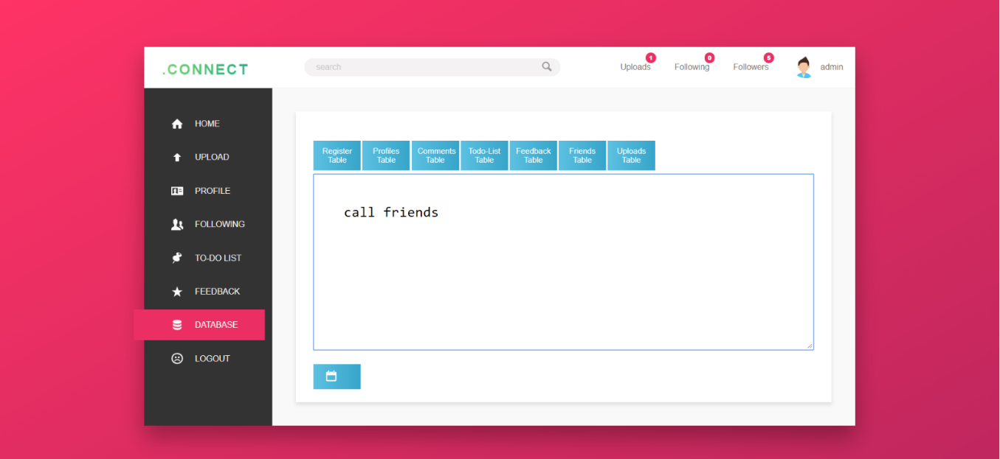 .CONNECT
search
1
0
5
Uploads
Following
Followers
admin
HOME
UPLOAD
PROFILE
FOLLOWING
TO-DO LIST
FEEDBACK
DATABASE
LOGOUT
Register
Table
Profiles
Table
Comments
Table
Todo-List
Table
Feedback
Table
Friends
Table
Uploads
Table
call friends